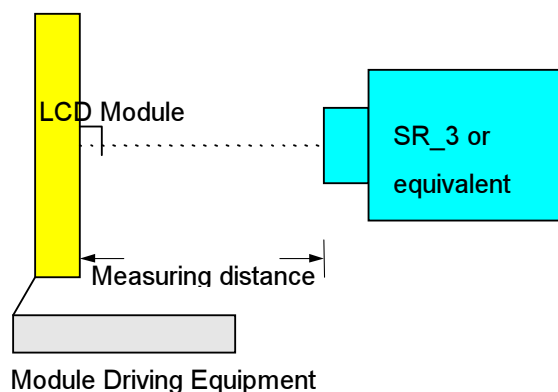 LCD Module
SR_3 or
equivalent
Measuring distance
Module Driving Equipment